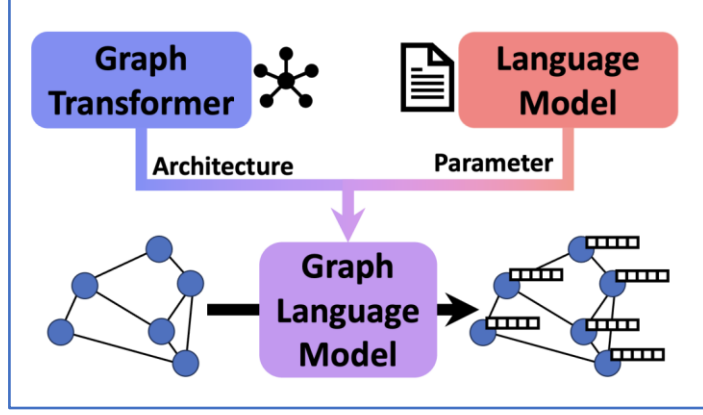 Graph
Transformer
Language
Model
Architecture
Parameter
Graph
Language
Model